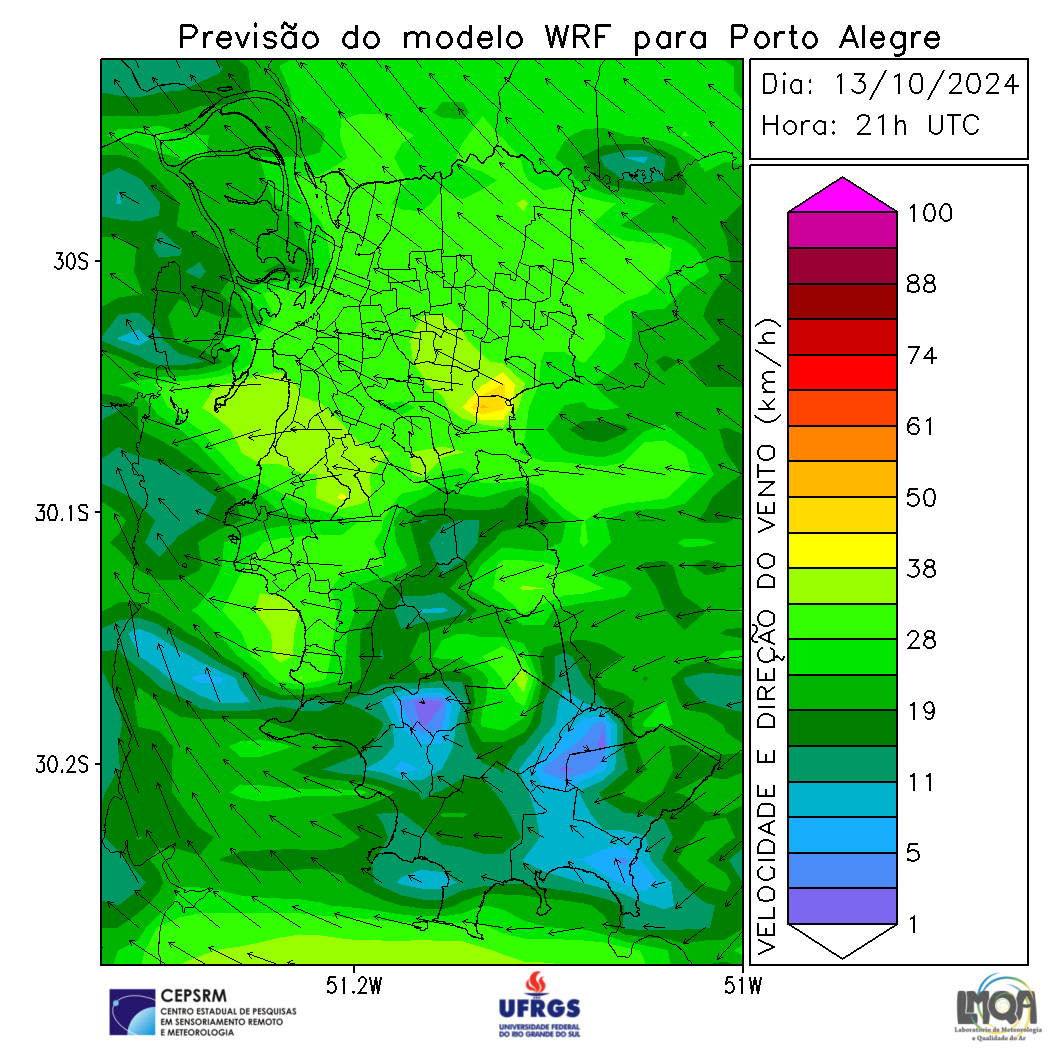 Previsão do modelo WRF para Porto Alegre
Dia: 13/10/2024
Hora: 21h UTC
30S
30.1S
30.2S
51.2W
51W
VELOCIDADE E DIREÇÃO DO VENTO (km/h)
100
88
74
61
50
38
28
19
11
5
1
CEPSRM
CENTRO ESTADUAL DE PESQUISAS
EM SENSORIAMENTO REMOTO
E METEOROLOGIA
UFRGS
UNIVERSIDADE FEDERAL
DO RIO GRANDE DO SUL
LMQA
Laboratório de Meteorologia
e Qualidade do Ar